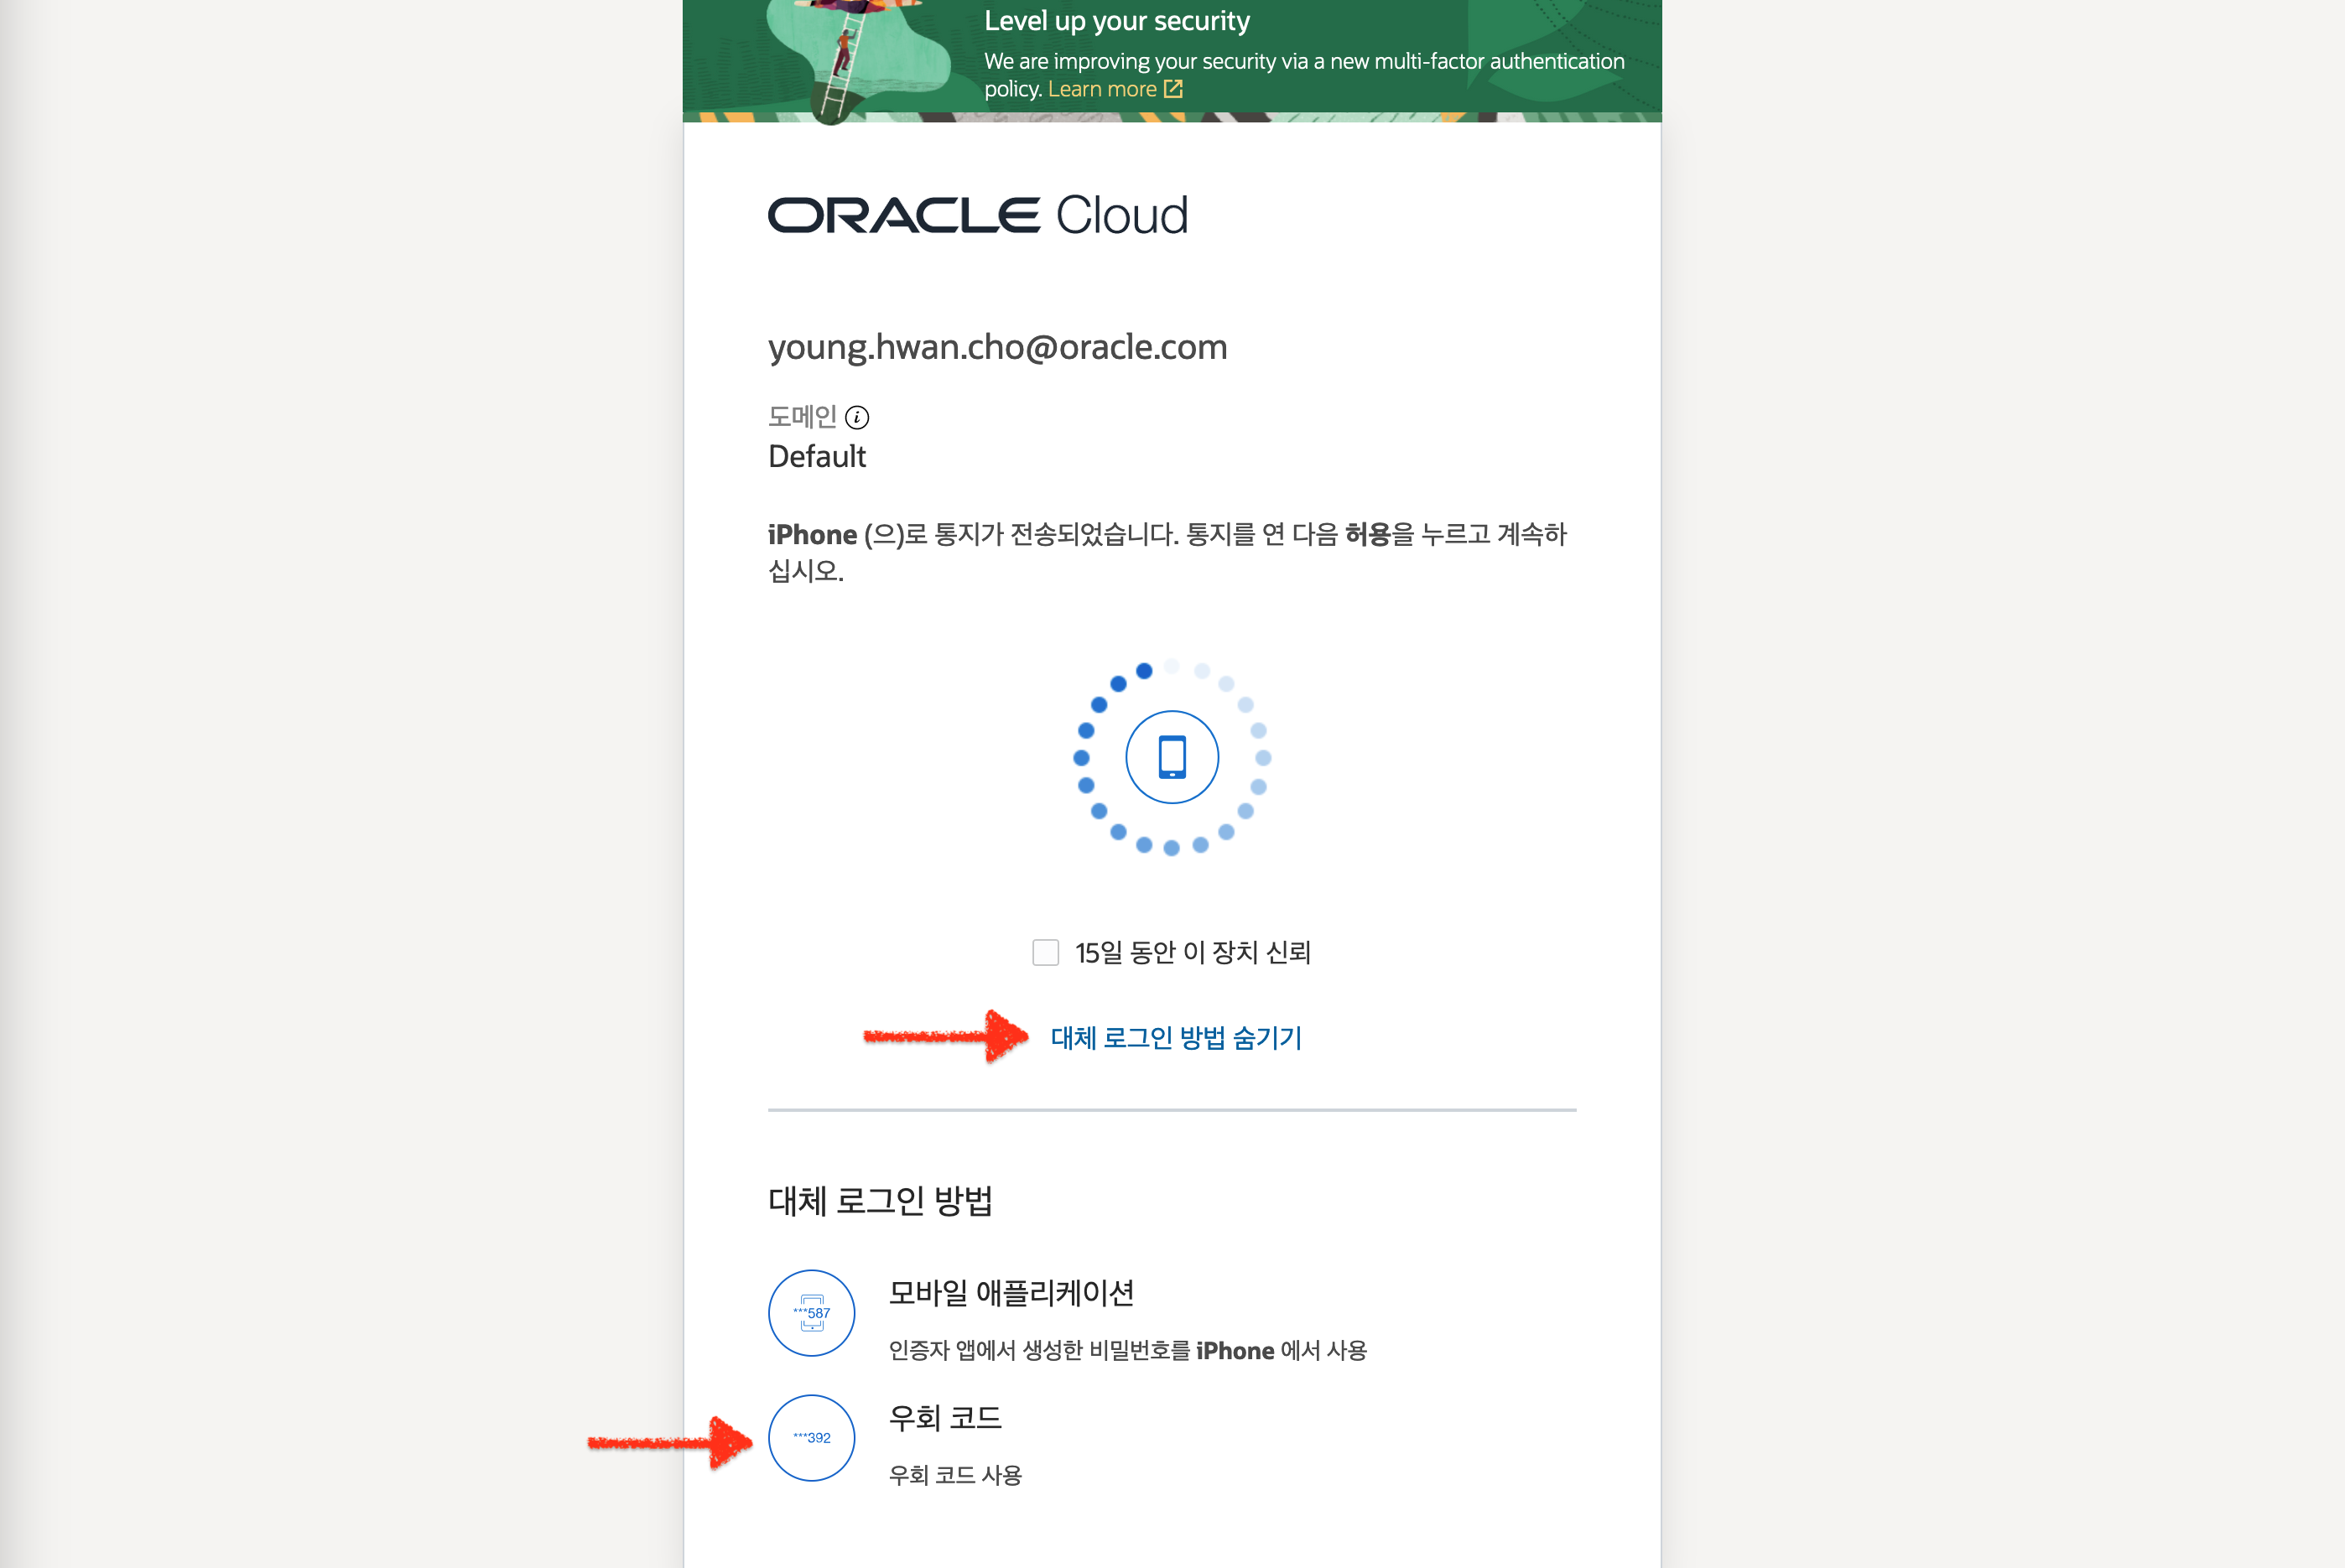 Level up your security
We are improving your security via a new multi-factor authentication
policy. Learn more
ORACLE Cloud
young.hwan.cho@oracle.com
도메인
Default
iPhone (으)로 통지가 전송되었습니다. 통지를 연 다음 허용을 누르고 계속하
십시오.
15일 동안 이 장치 신뢰
대체 로그인 방법 숨기기
대체 로그인 방법
***587
모바일 애플리케이션
인증자 앱에서 생성한 비밀번호를 iPhone 에서 사용
***392
우회 코드
우회 코드 사용